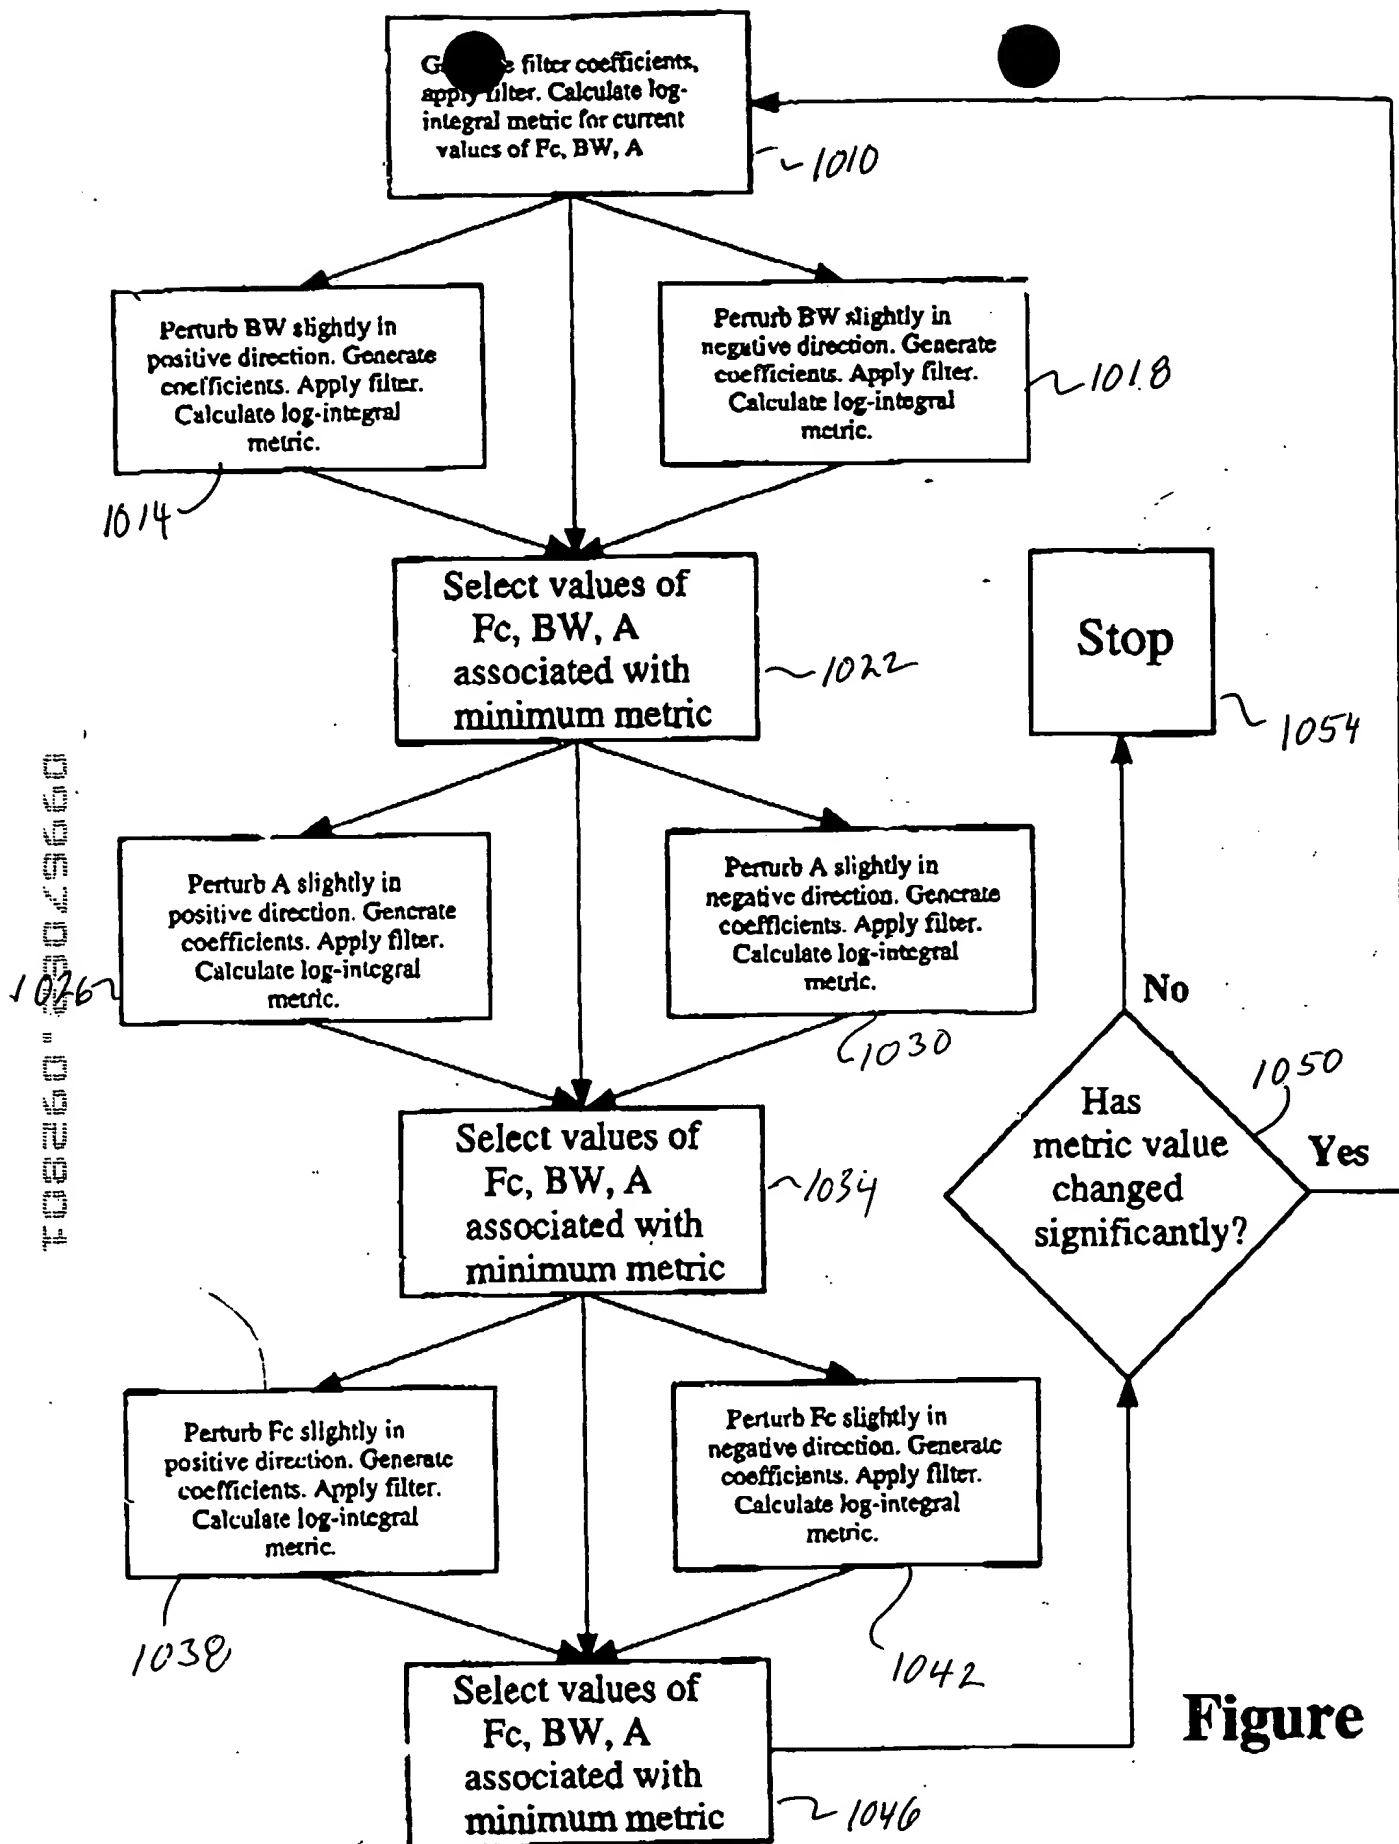 filter coefficients,
apply filter. Calculate log-
integral metric for current
values of Fc, BW, A
1010
Perturb BW slightly in
positive direction. Generate
coefficients. Apply filter.
Calculate log-integral
metric.
1014
Perturb BW slightly in
negative direction. Generate
coefficients. Apply filter.
Calculate log-integral
metric.
1018
Select values of
Fc, BW, A
associated with
minimum metric
1022
Stop
1054
Perturb A slightly in
positive direction. Generate
coefficients. Apply filter.
Calculate log-integral
metric.
1026
Perturb A slightly in
negative direction. Generate
coefficients. Apply filter.
Calculate log-integral
metric.
1030
No
1050
Has
metric value
changed
significantly?
Yes
Select values of
Fc, BW, A
associated with
minimum metric
1034
Perturb Fc slightly in
positive direction. Generate
coefficients. Apply filter.
Calculate log-integral
metric.
1038
Perturb Fc slightly in
negative direction. Generate
coefficients. Apply filter.
Calculate log-integral
metric.
1042
Select values of
Fc, BW, A
associated with
minimum metric
1046
Figure